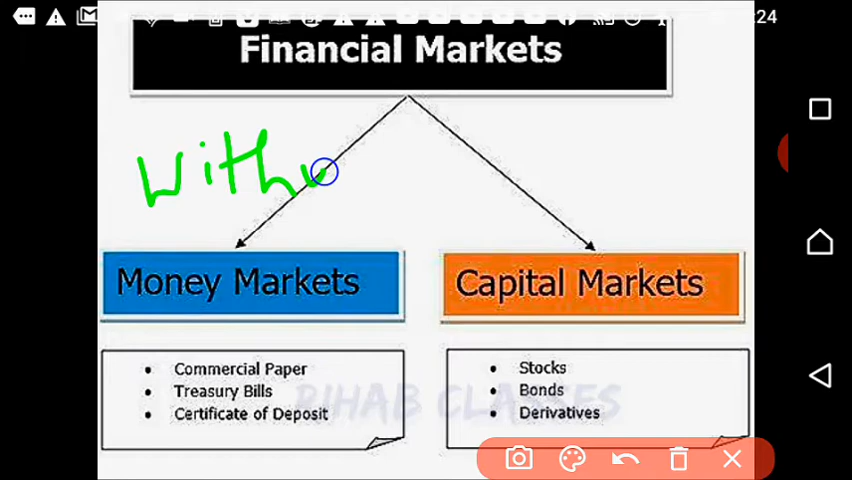 :24
Financial Markets
With
Money Markets
Capital Markets
• Commercial Paper
• Treasury Bills
• Certificate of Deposit
• Stocks
• Bonds
• Derivatives
RIHAB CLASSES